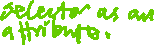 selector as an
attribute.